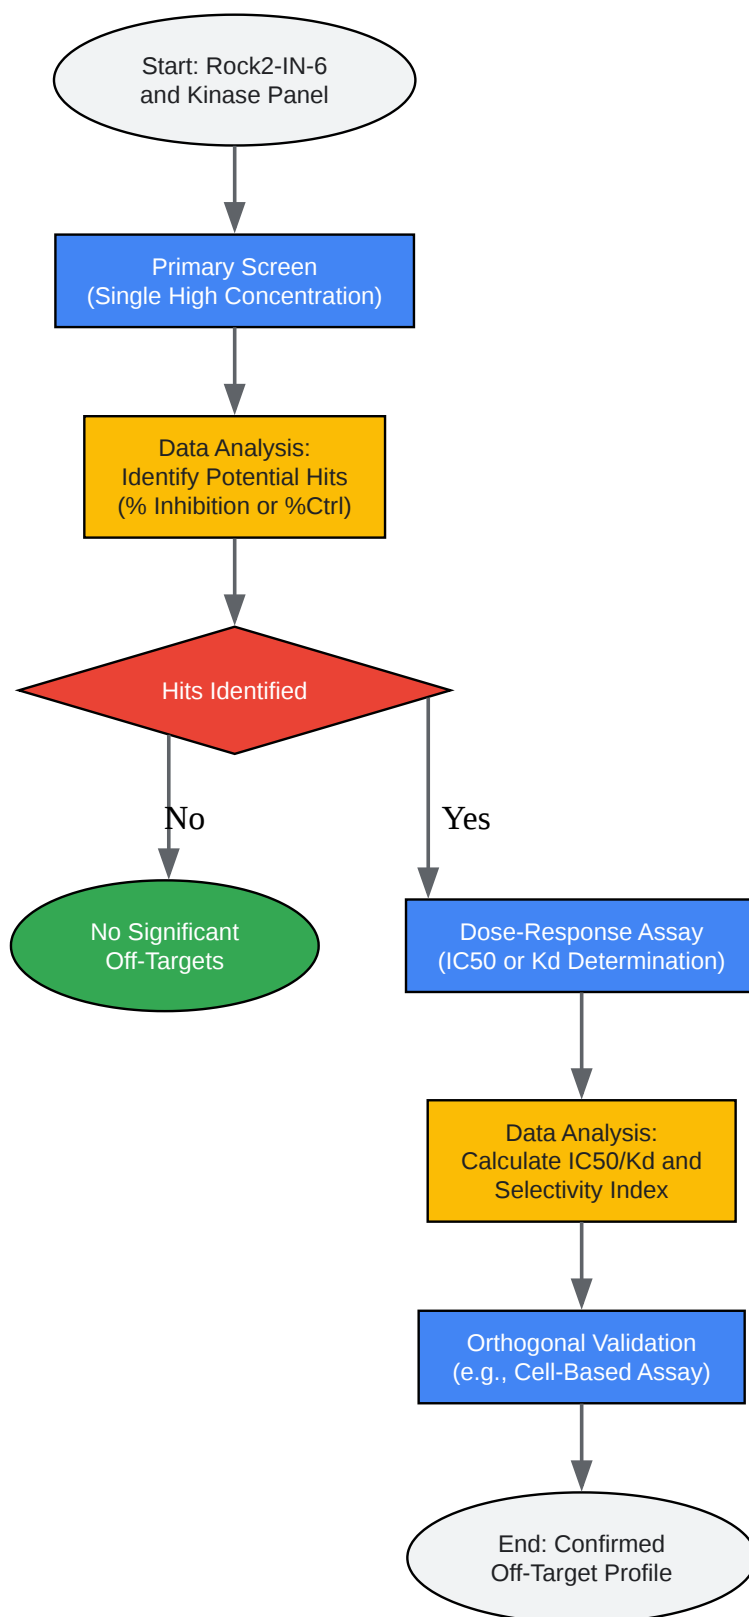 Start: Rock2-IN-6
and Kinase Panel
Primary Screen
(Single High Concentration)
Data Analysis:
Identify Potential Hits
(% Inhibition or %Ctrl)
Hits Identified
No
Yes
No Significant
Off-Targets
Dose-Response Assay
(IC50 or Kd Determination)
Data Analysis:
Calculate IC50/Kd and
Selectivity Index
Orthogonal Validation
(e.g., Cell-Based Assay)
End: Confirmed
Off-Target Profile